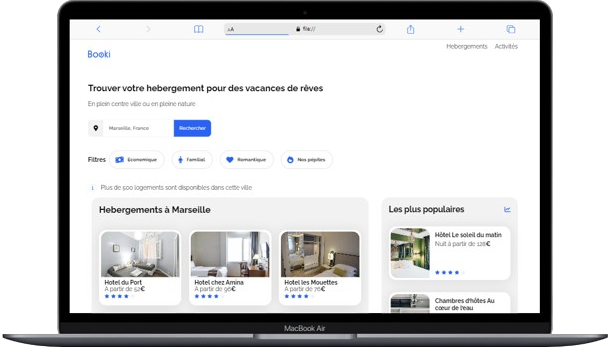 AA
file://
Hebergements Activités
Booki
Trouver votre hebergement pour des vacances de rêves
En plein centre ville ou en pleine nature
Marseille, France
Rechercher
Filtres
Économique
Familial
Romantique
Nos pépites
i Plus de 500 logements sont disponibles dans cette ville
Hebergements à Marseille
Hotel du Port
A partir de 52€
Hotel chez Amina
A partir de 96€
Hotel les Mouettes
A partir de 76€
Les plus populaires
Hôtel Le soleil du matin
Nuit à partir de 128€
Chambres d'hôtes Au
cœur de l'eau
MacBook Air